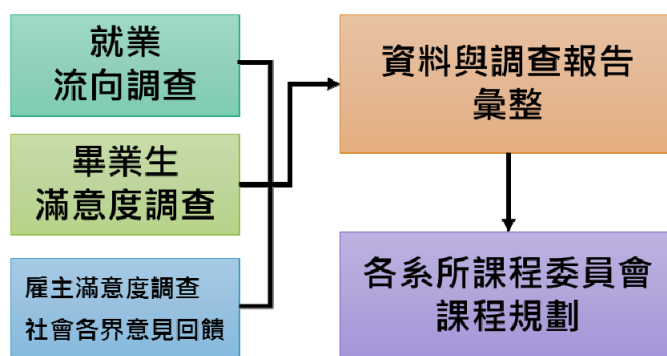 就業
流向調查
畢業生
滿意度調查
雇主滿意度調查
社會各界意見回饋
資料與調查報告
彙整
各系所課程委員會
課程規劃